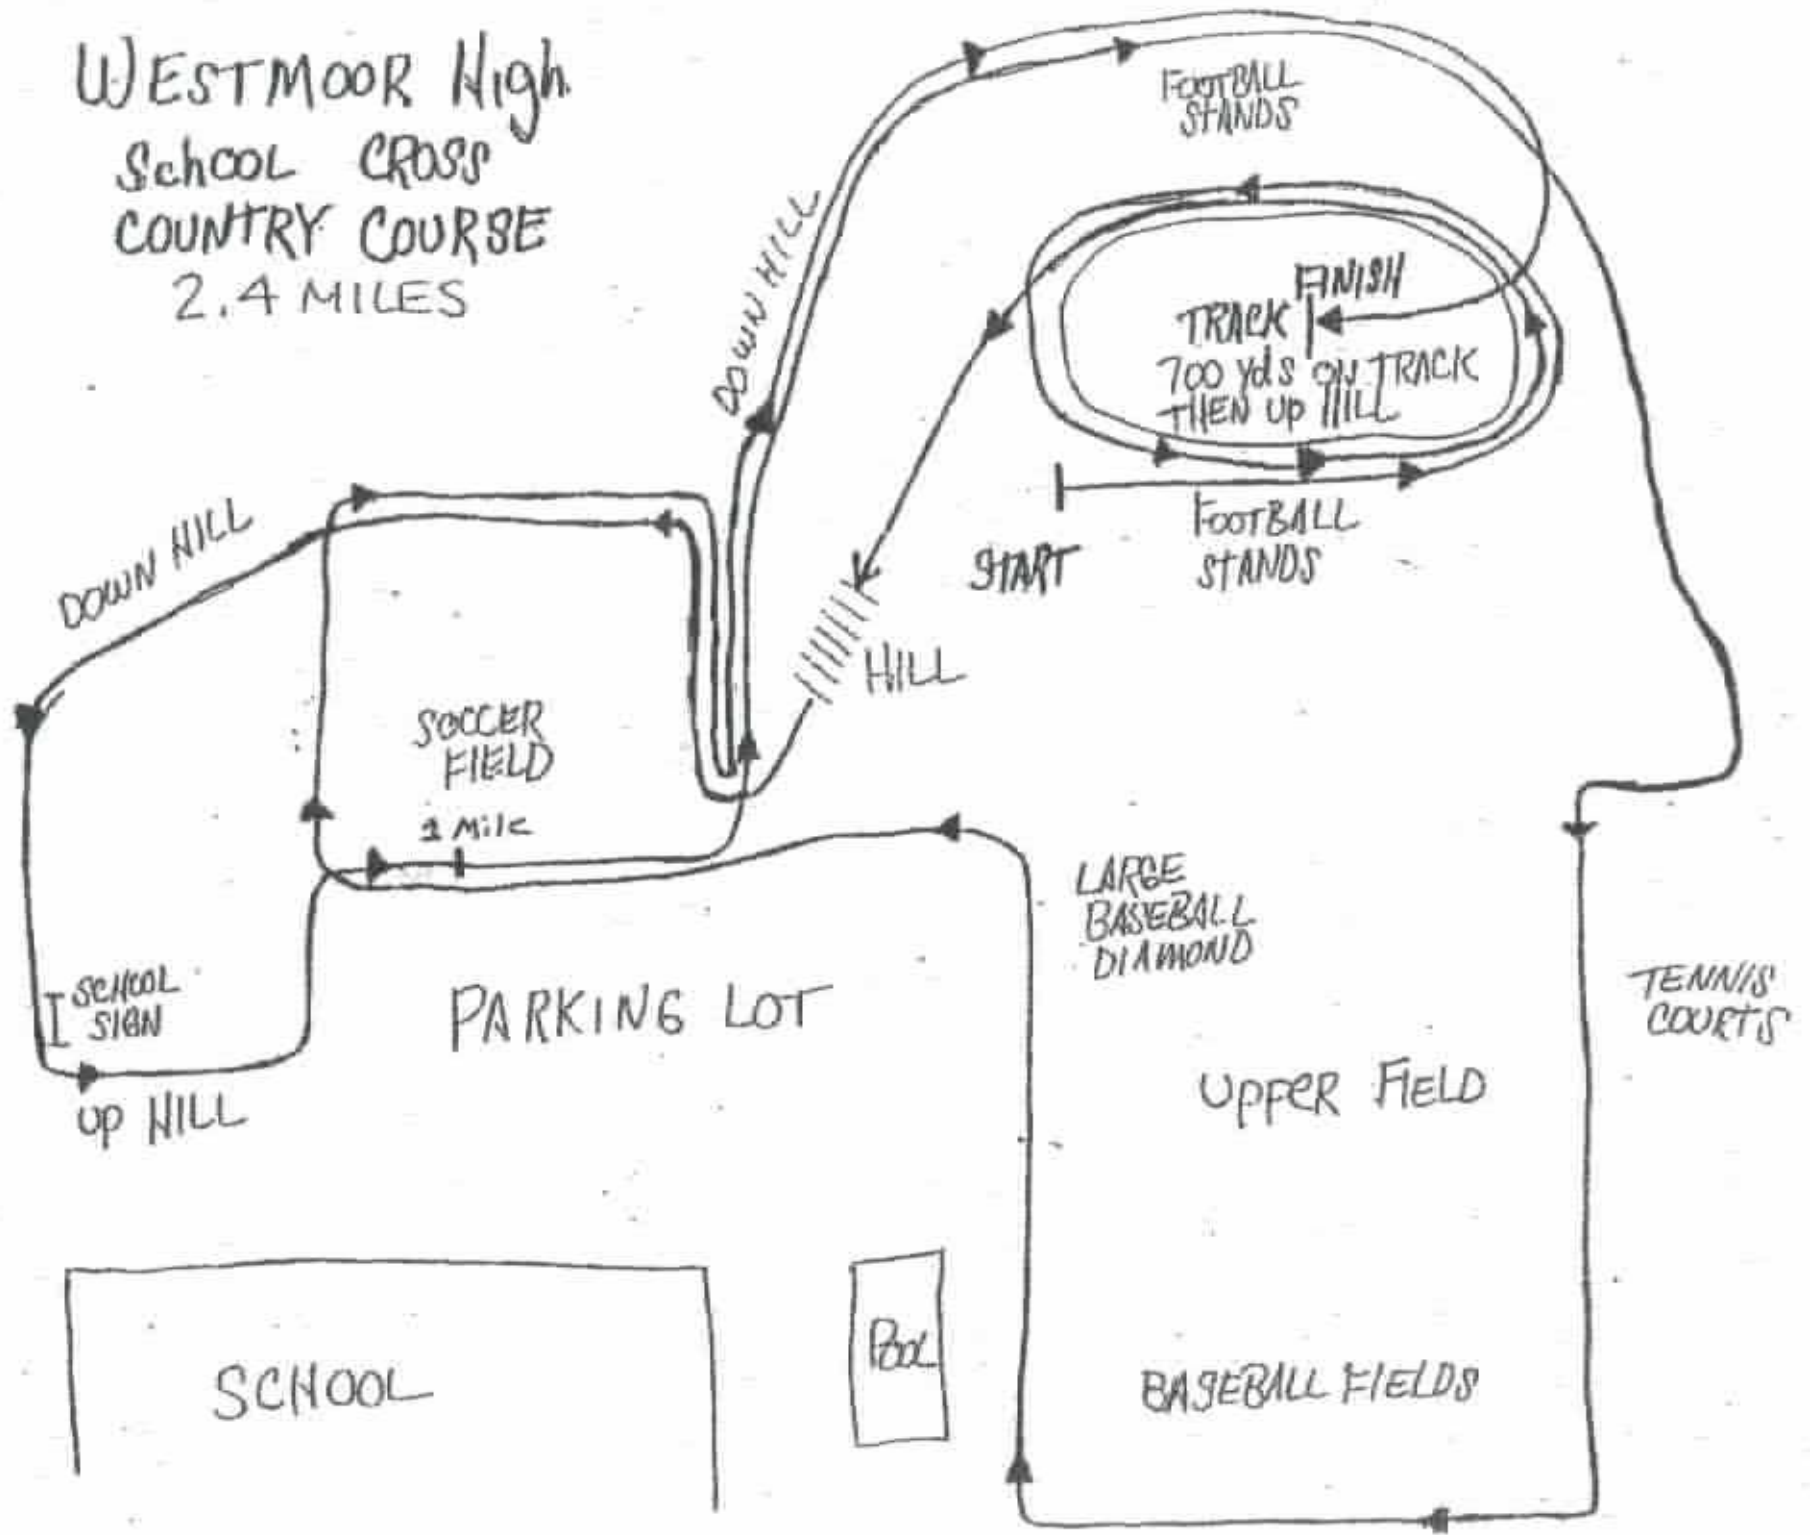 WESTMOOR High
School CROSS
COUNTRY COURSE
2.4 MILES
FOOTBALL
STANDS
DOWN HILL
FINISH
TRACK
700 yds ON TRACK
THEN UP HILL
START
FOOTBALL
STANDS
DOWN HILL
HILL
SOCCER
FIELD
1 Mile
LARGE
BASEBALL
DIAMOND
SCHOOL
SIGN
PARKING LOT
TENNIS
COURTS
UPPER FIELD
UP HILL
POOL
SCHOOL
BASEBALL FIELDS